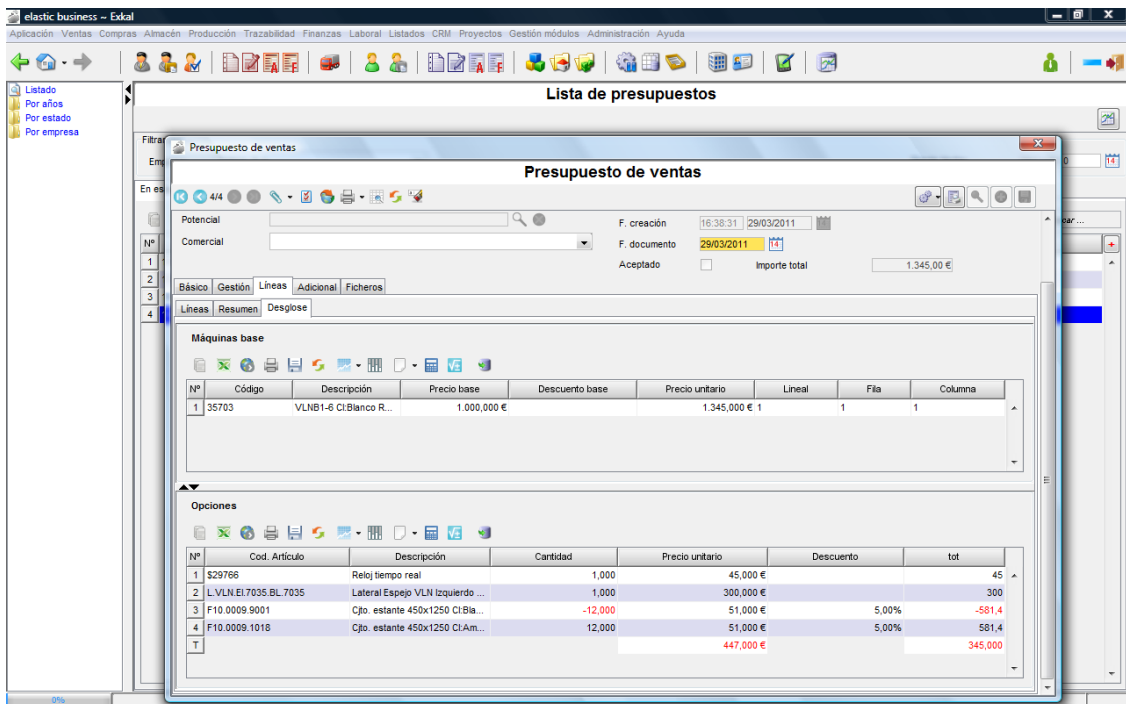 elastic business ~ Exkal
Aplicación Ventas Compras Almacén Producción Trazabilidad Finanzas Laboral Listados CRM Proyectos Gestión módulos Administración Ayuda
Listado
Por años
Por estado
Por empresa
Lista de presupuestos
Presupuesto de ventas
Presupuesto de ventas
4/4
Potencial
F. creación 16:38:31 29/03/2011
Comercial
F. documento 29/03/2011
Aceptado Importe total 1.345,00 €
Básico Gestión Líneas Adicional Ficheros
Líneas Resumen Desglose
Máquinas base
Nº Código Descripción Precio base Descuento base Precio unitario Lineal Fila Columna
1 35703 VLNB1-6 Cl:Blanco R... 1.000,000 € 1.345,000 € 1 1 1
Opciones
Nº Cod. Artículo Descripción Cantidad Precio unitario Descuento tot
1 $29766 Reloj tiempo real 1,000 45,000 € 45
2 L.VLN.EI.7035.BL.7035 Lateral Espejo VLN Izquierdo ... 1,000 300,000 € 300
3 F10.0009.9001 Cjto. estante 450x1250 Cl:Bla... -12,000 51,000 € 5,00% -581,4
4 F10.0009.1018 Cjto. estante 450x1250 Cl:Am... 12,000 51,000 € 5,00% 581,4
T 447,000 € 345,000
Nº
1
2
3
4
0%